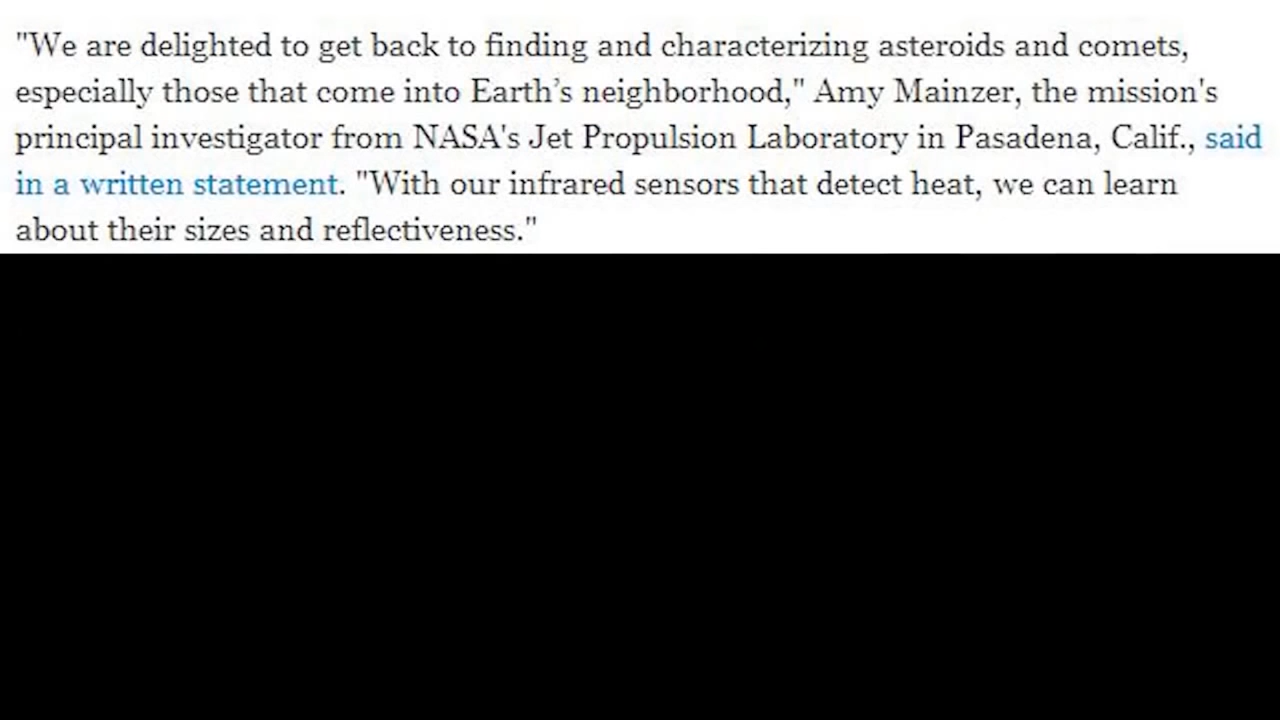 "We are delighted to get back to finding and characterizing asteroids and comets,
especially those that come into Earth’s neighborhood," Amy Mainzer, the mission's
principal investigator from NASA's Jet Propulsion Laboratory in Pasadena, Calif., said
in a written statement. "With our infrared sensors that detect heat, we can learn
about their sizes and reflectiveness."